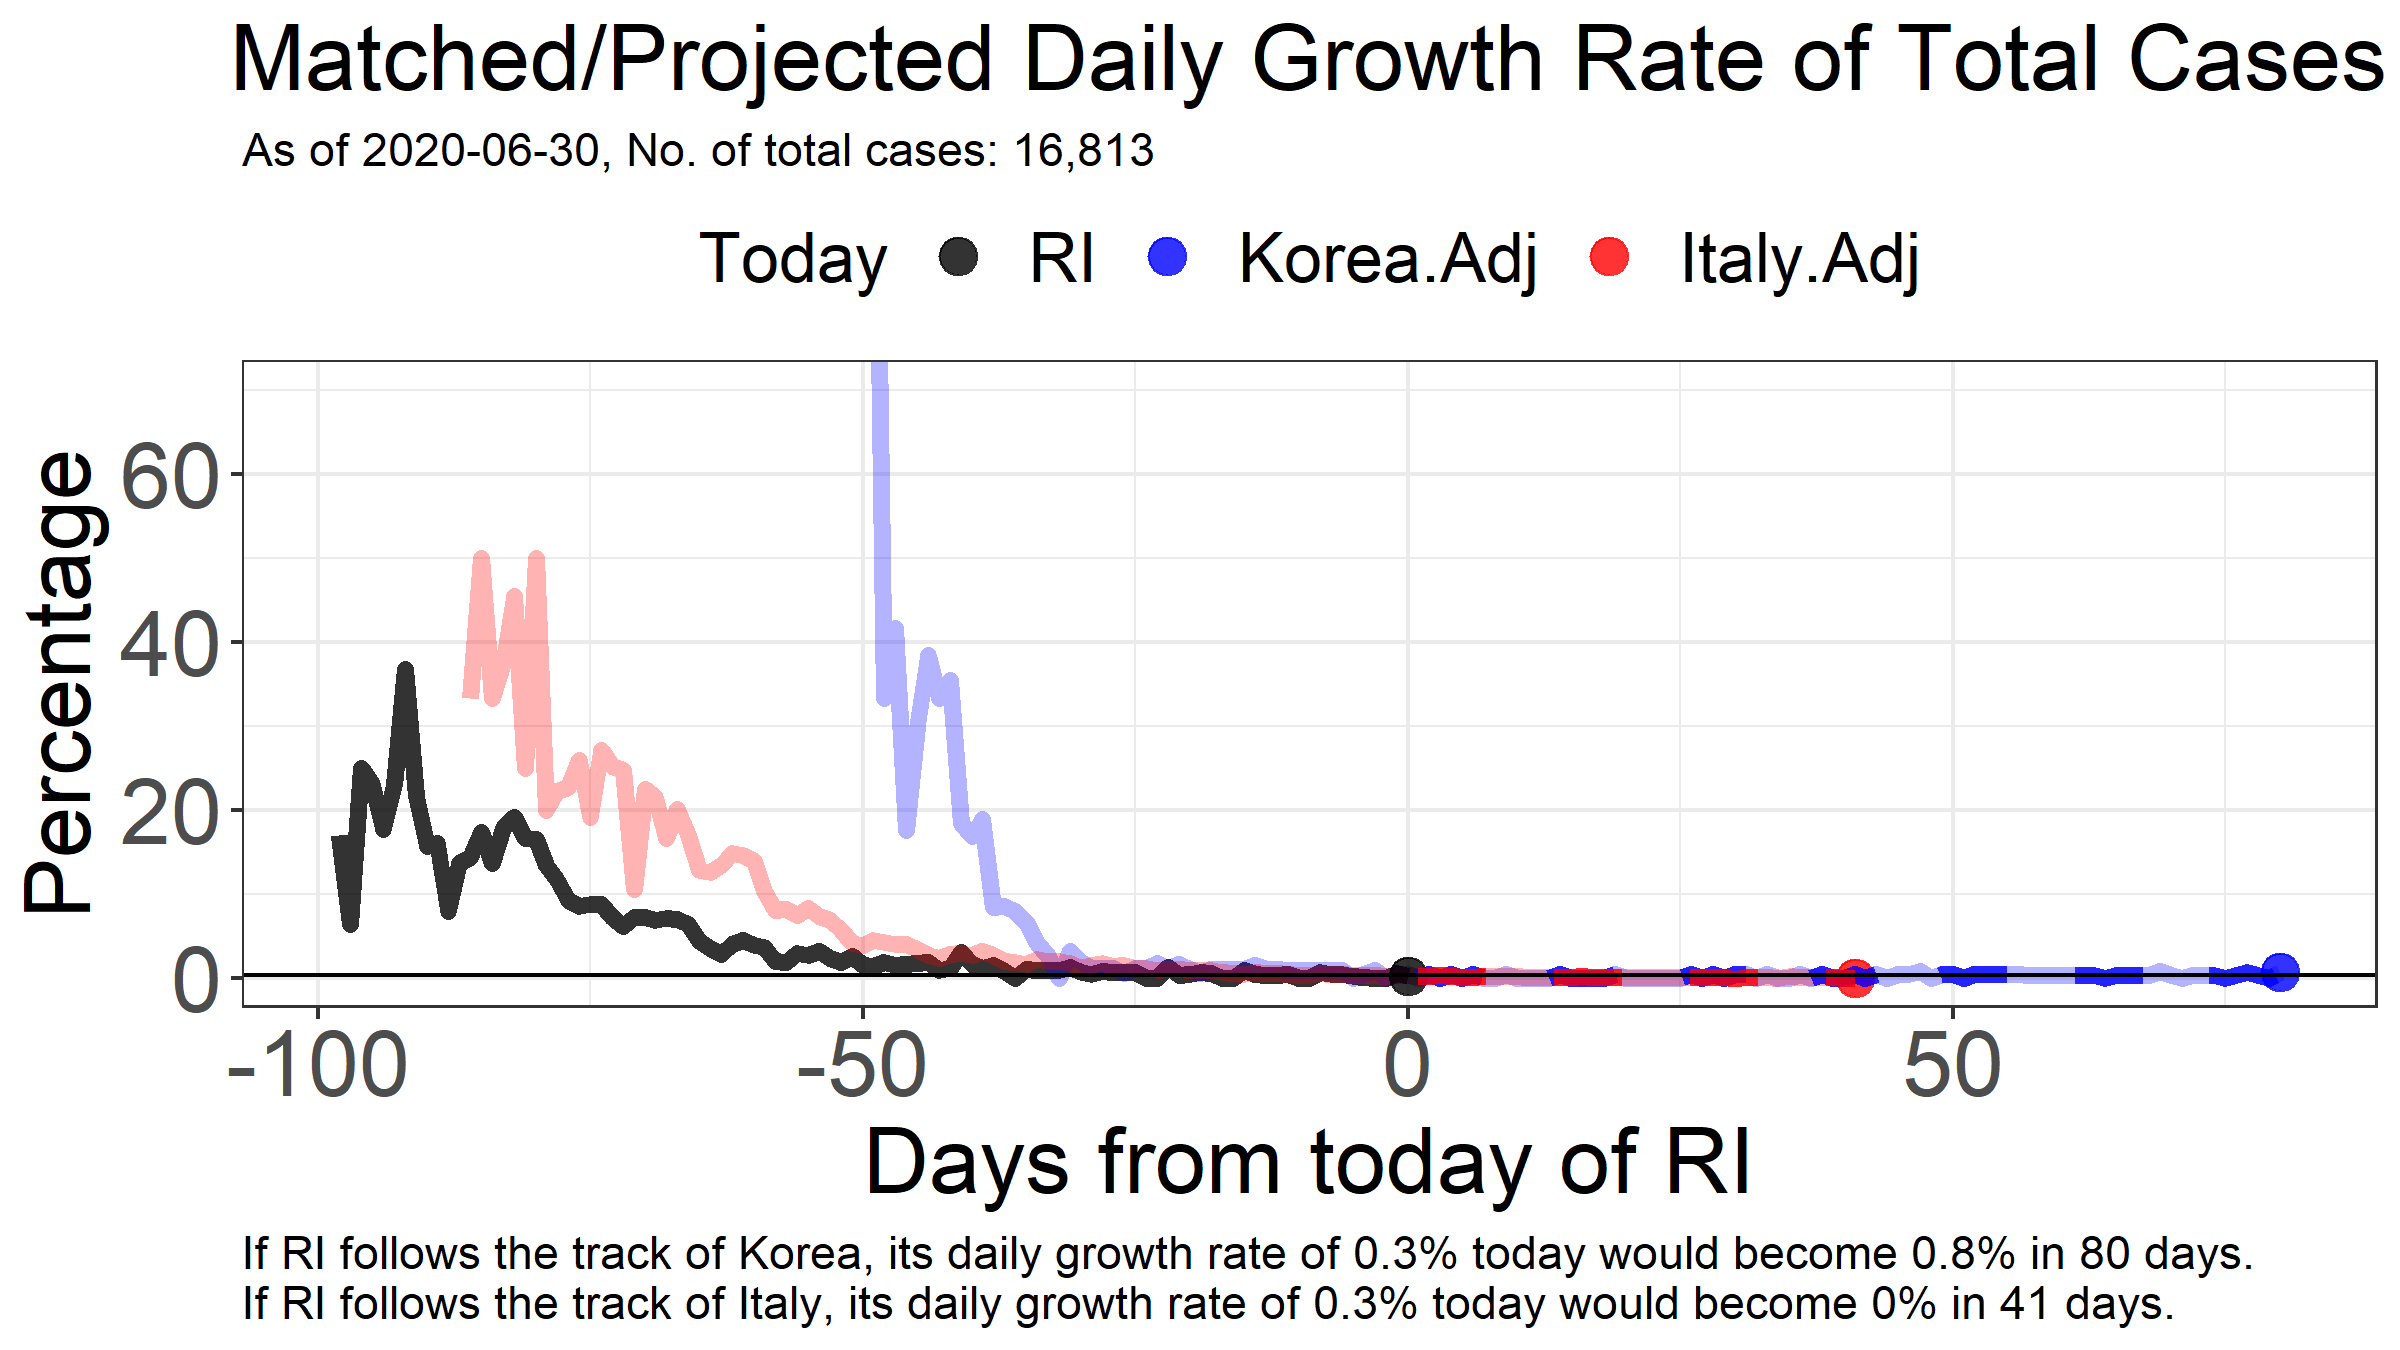 Matched/Projected Daily Growth Rate of Total Cases
As of 2020-06-30, No. of total cases: 16,813
Today RI Korea.Adj Italy.Adj
Percentage
60
40
20
0
-100 -50 0 50
Days from today of RI
If RI follows the track of Korea, its daily growth rate of 0.3% today would become 0.8% in 80 days.
If RI follows the track of Italy, its daily growth rate of 0.3% today would become 0% in 41 days.